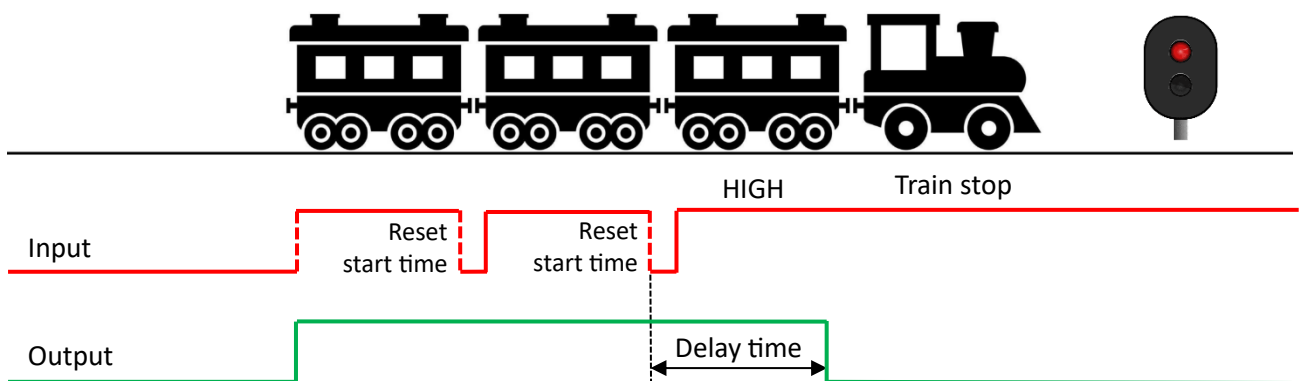 HIGH
Train stop
Input
Reset
start time
Reset
start time
Output
Delay time